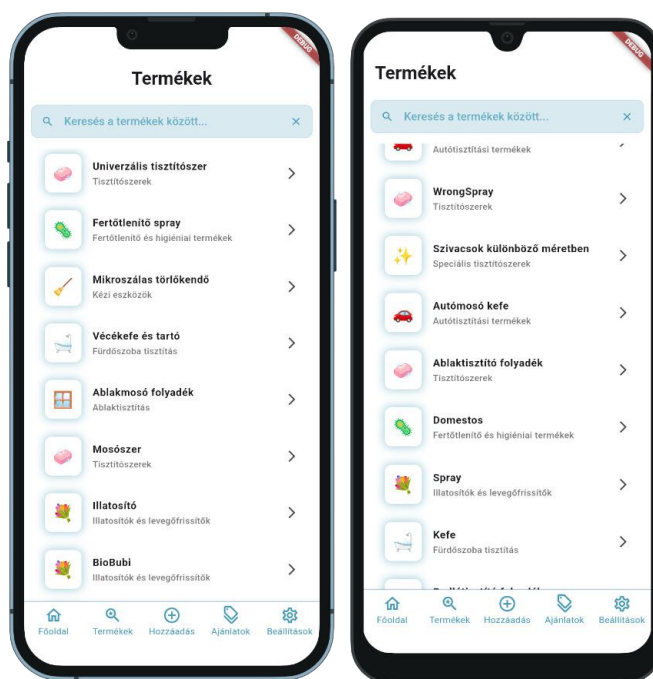 DEBUG
Termékek
Keresés a termékek között...
Univerzális tisztítószer
Tisztítószerek
Fertőtlenítő spray
Fertőtlenítő és higiéniai termékek
Mikroszálas törlőkendő
Kézi eszközök
Vécékefe és tartó
Fürdőszoba tisztítás
Ablakmosó folyadék
Ablaktisztítás
Mosószer
Tisztítószerek
Illatosító
Illatosítók és levegőfrissítők
BioBubi
Illatosítók és levegőfrissítők
Főoldal Termékek Hozzáadás Ajánlatok Beállítások
DEBUG
Termékek
Keresés a termékek között...
Autótisztítási termékek
WrongSpray
Tisztítószerek
Szivacsok különböző méretben
Speciális tisztítószerek
Autómosó kefe
Autótisztítási termékek
Ablaktisztító folyadék
Tisztítószerek
Domestos
Fertőtlenítő és higiéniai termékek
Spray
Illatosítók és levegőfrissítők
Kefe
Fürdőszoba tisztítás
Főoldal Termékek Hozzáadás Ajánlatok Beállítások